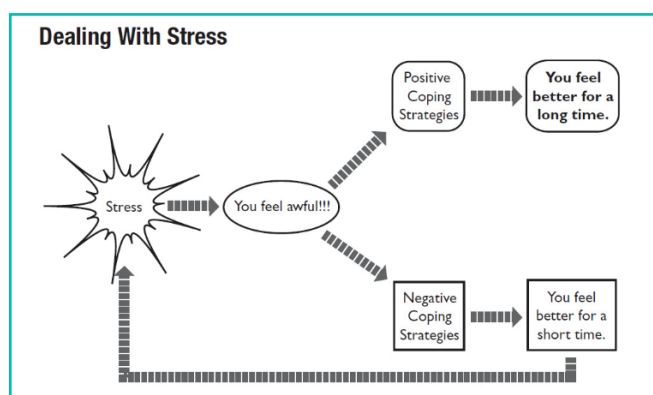 Dealing With Stress
Positive
Coping
Strategies
You feel
better for a
long time.
Stress
You feel awful!!!
Negative
Coping
Strategies
You feel
better for a
short time.